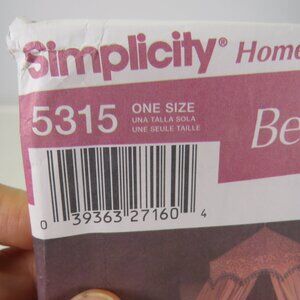 Simplicity® Home
5315 ONE SIZE
UNA TALLA SOLA
UNE SEULE TAILLE
Be
0 39363 27160 4